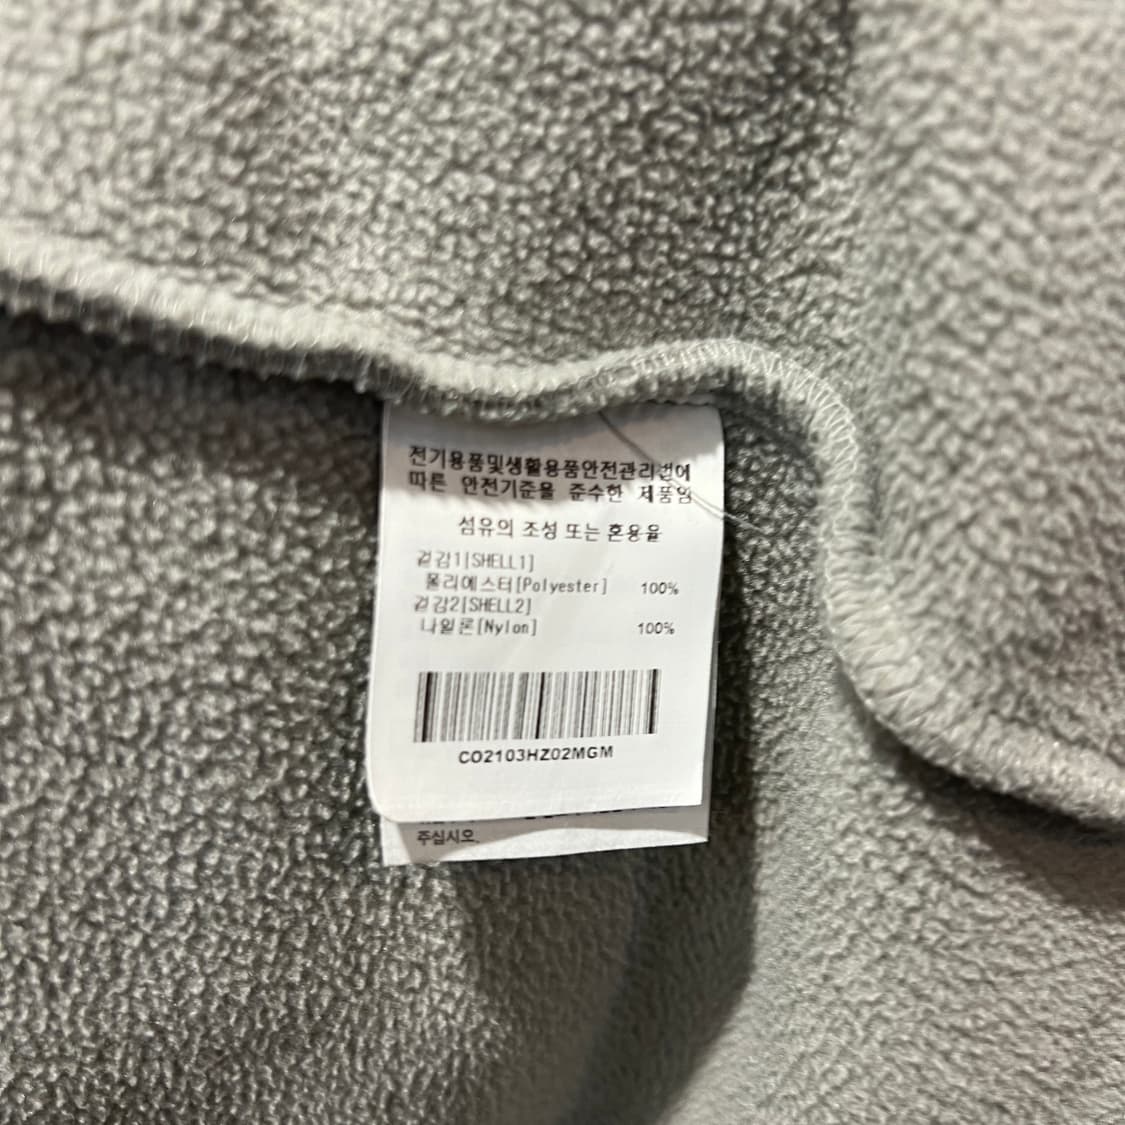 전기용품및생활용품안전관리법에
따른 안전기준을 준수한 제품임
섬유의 조성 또는 혼용율
겉감1[SHELL1]
폴리에스터[Polyester] 100%
겉감2[SHELL2]
나일론[Nylon] 100%
CO2103HZ02MGM
주십시오.